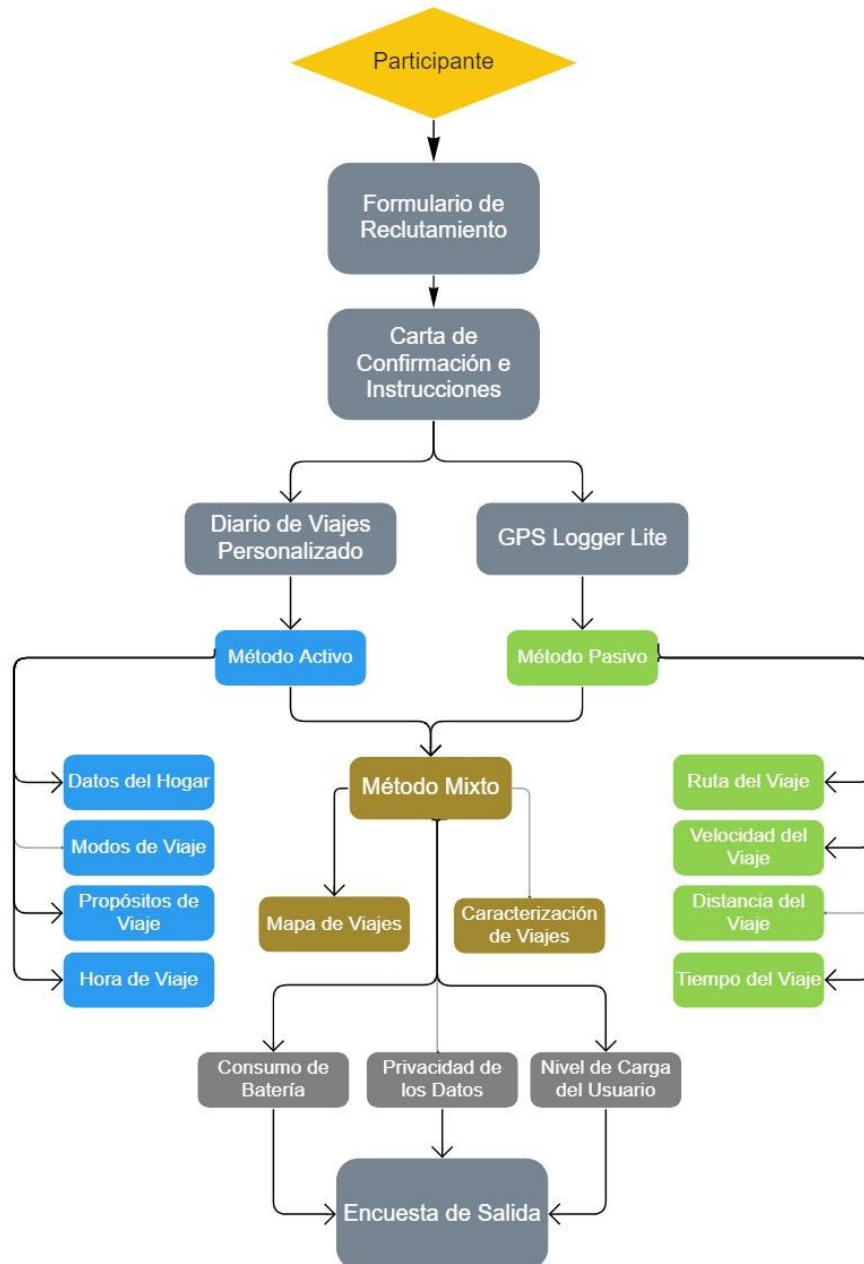 Participante
Formulario de
Reclutamiento
Carta de
Confirmación e
Instrucciones
Diario de Viajes
Personalizado
GPS Logger Lite
Método Activo
Método Pasivo
Datos del Hogar
Modos de Viaje
Propósitos de
Viaje
Hora de Viaje
Método Mixto
Mapa de Viajes
Caracterización
de Viajes
Ruta del Viaje
Velocidad del
Viaje
Distancia del
Viaje
Tiempo del Viaje
Consumo de
Batería
Privacidad de
los Datos
Nivel de Carga
del Usuario
Encuesta de Salida